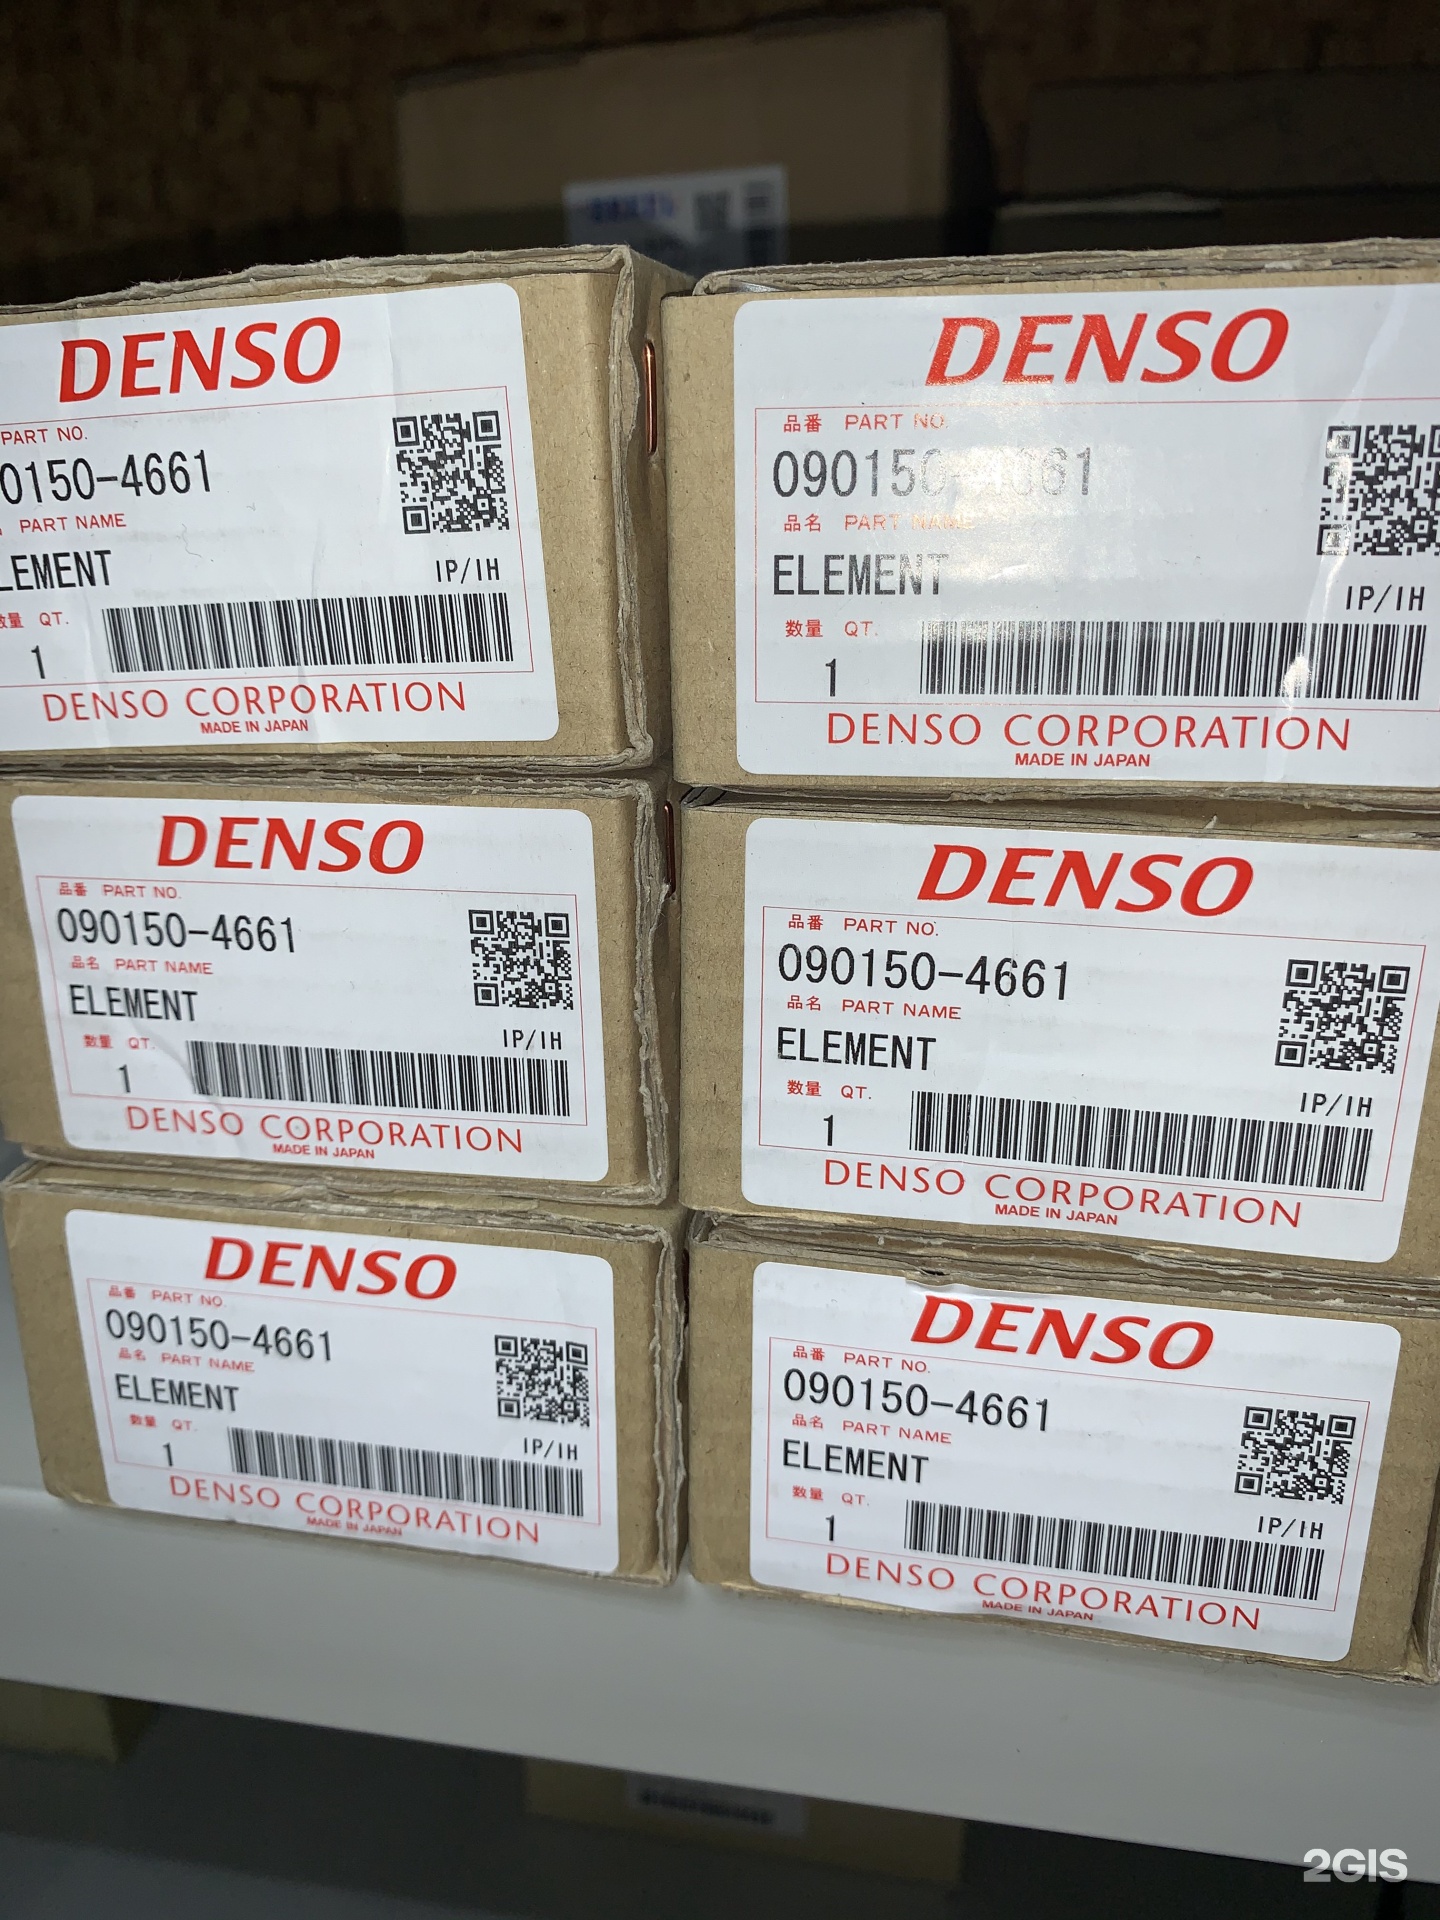 DENSO
PART NO.
0150-4661
PART NAME
LEMENT
IP/IH
数量 QT.
1
DENSO CORPORATION
MADE IN JAPAN
DENSO
品番 PART NO.
090150-4661
品名 PART NAME
ELEMENT
IP/IH
数量 QT.
1
DENSO CORPORATION
MADE IN JAPAN
DENSO
品番 PART NO.
090150-4661
品名 PART NAME
ELEMENT
IP/IH
数量 QT.
1
DENSO CORPORATION
MADE IN JAPAN
DENSO
品番 PART NO.
090150-4661
品名 PART NAME
ELEMENT
IP/IH
数量 QT.
1
DENSO CORPORATION
MADE IN JAPAN
DENSO
品番 PART NO.
090150-4661
品名 PART NAME
ELEMENT
IP/IH
数量 QT.
1
DENSO CORPORATION
MADE IN JAPAN
DENSO
品番 PART NO.
090150-4661
品名 PART NAME
ELEMENT
IP/IH
数量 QT.
1
DENSO CORPORATION
MADE IN JAPAN
2GIS